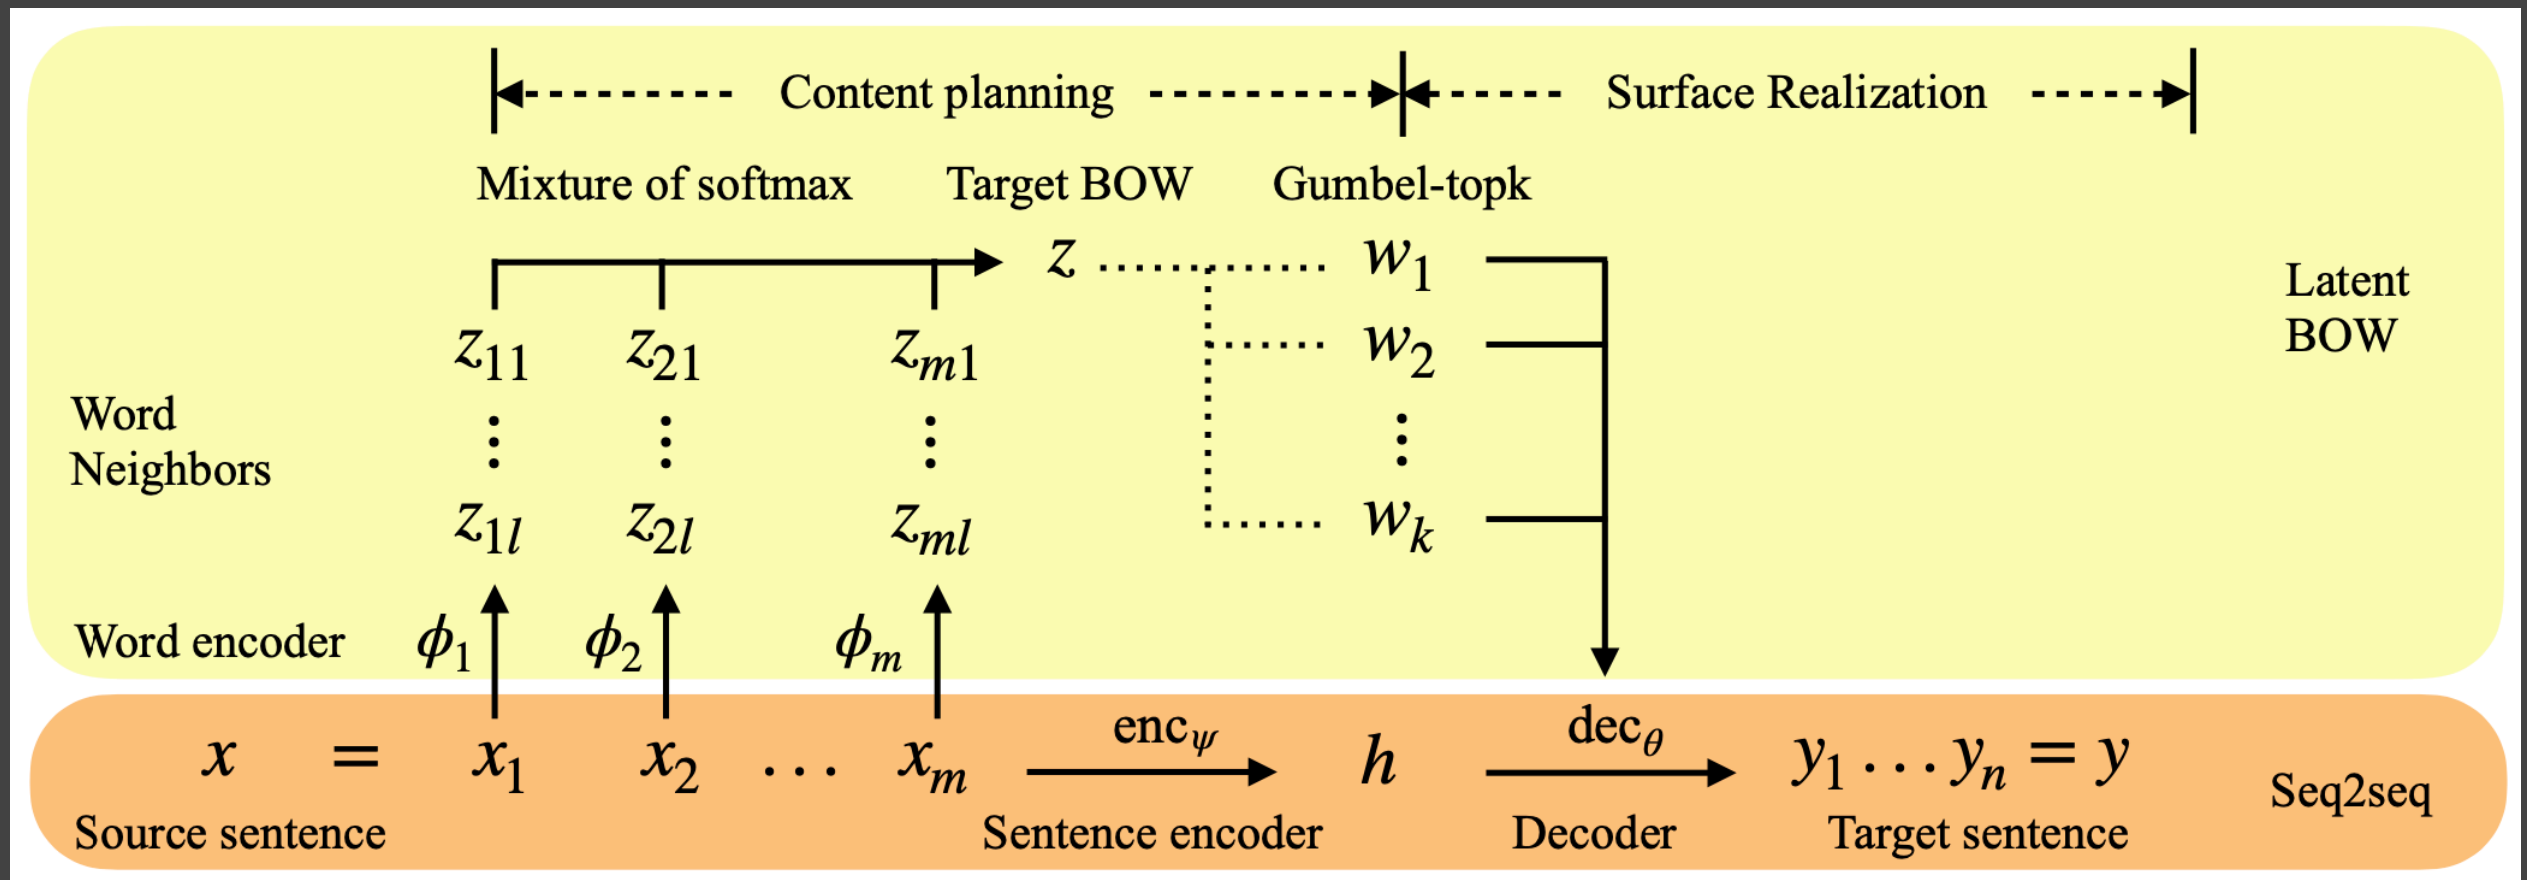 Content planning Surface Realization
Mixture of softmax Target BOW Gumbel-topk
z w₁
Latent
BOW
z₁₁ z₂₁ zₘ₁ w₂
Word
Neighbors
⋮ ⋮ ⋮ ⋮
z₁ₗ z₂ₗ zₘₗ wₖ
Word encoder ϕ₁ ϕ₂ ϕₘ
enc_ψ dec_θ
x = x₁ x₂ ... xₘ h y₁ ... yₙ = y
Seq2seq
Source sentence Sentence encoder Decoder Target sentence